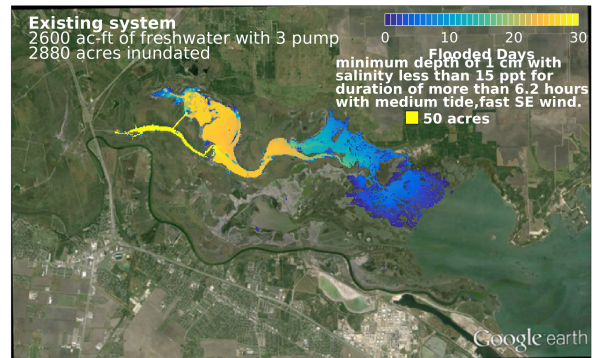 Existing system
2600 ac-ft of freshwater with 3 pump
2880 acres inundated
0 10 20 30
Flooded Days
minimum depth of 1 cm with
salinity less than 15 ppt for
duration of more than 6.2 hours
with medium tide,fast SE wind.
50 acres
Google earth